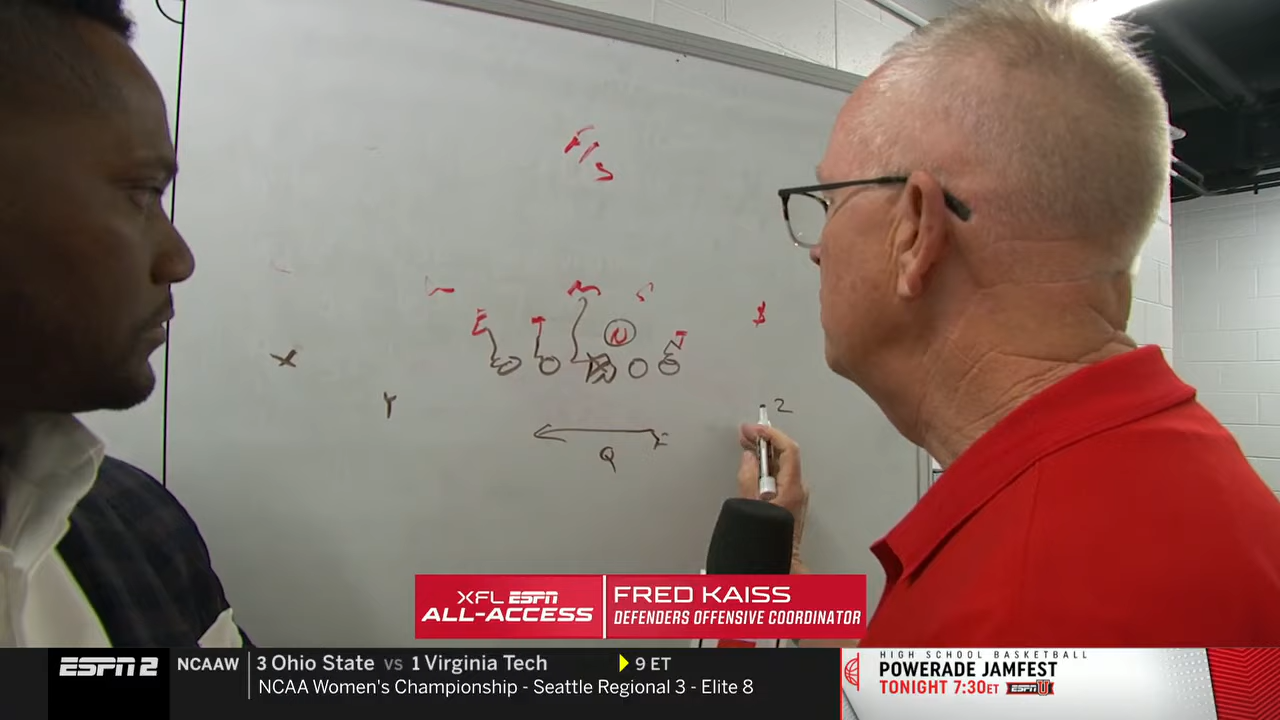 F/S
M
S
E
T
N
T
$
X
Y
2
F
Q
XFL ESPN
ALL-ACCESS
FRED KAISS
DEFENDERS OFFENSIVE COORDINATOR
ESPN2
NCAAW
3 Ohio State vs 1 Virginia Tech
9 ET
NCAA Women's Championship - Seattle Regional 3 - Elite 8
HIGH SCHOOL BASKETBALL
POWERADE JAMFEST
TONIGHT 7:30ET ESPNU